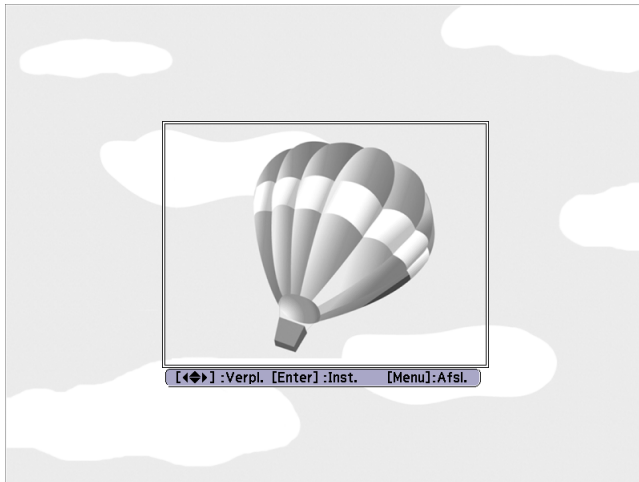 [◀◆▶] :Verpl. [Enter] :Inst. [Menu]:Afsl.